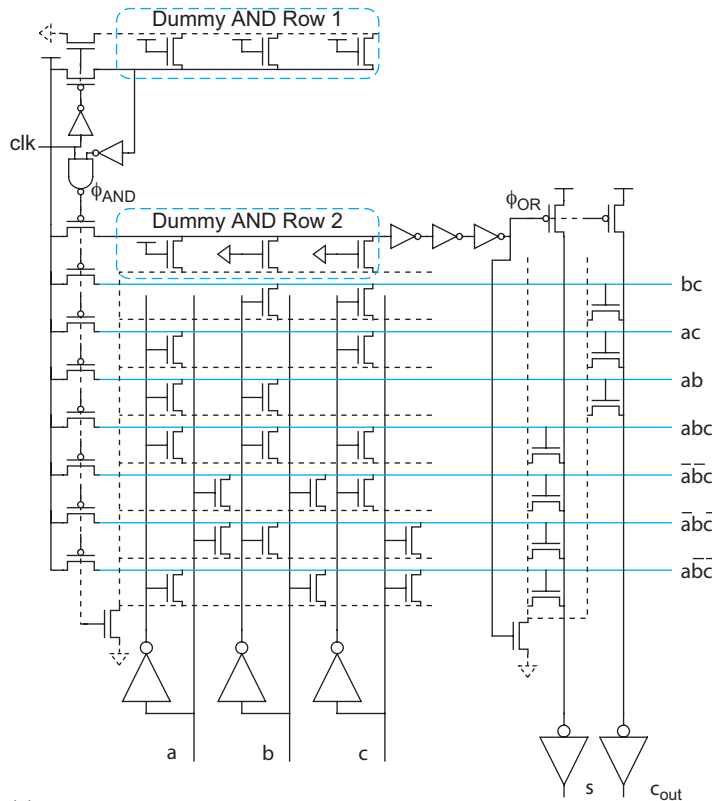 Dummy AND Row 1
clk
ϕAND
Dummy AND Row 2
ϕOR
bc
ac
ab
abc
a̅b̅c
a̅bc̅
ab̅c̅
a
b
c
s
cout